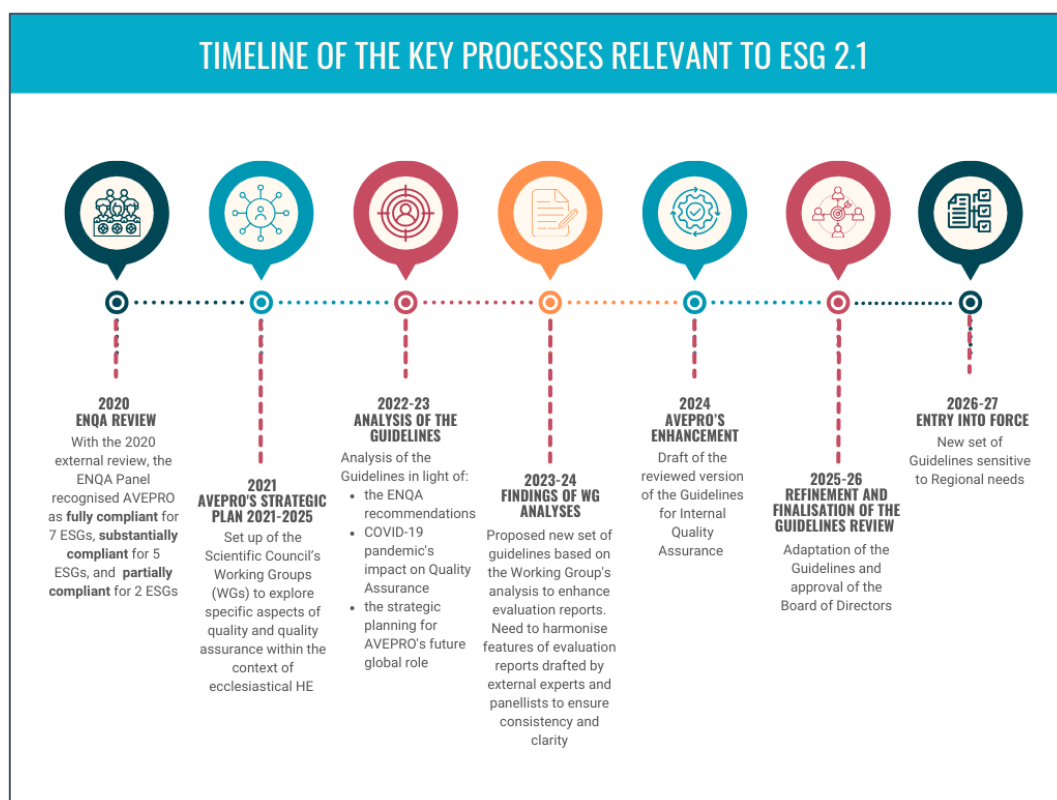 TIMELINE OF THE KEY PROCESSES RELEVANT TO ESG 2.1
2020
ENQA REVIEW
With the 2020
external review, the
ENQA Panel
recognised AVEPRO
as fully compliant for
7 ESGs, substantially
compliant for 5
ESGs, and partially
compliant for 2 ESGs
2021
AVEPRO'S STRATEGIC
PLAN 2021-2025
Set up of the
Scientific Council's
Working Groups
(WGs) to explore
specific aspects of
quality and quality
assurance within the
context of
ecclesiastical HE
2022-23
ANALYSIS OF THE
GUIDELINES
Analysis of the
Guidelines in light of:
• the ENQA
recommendations
• COVID-19
pandemic's
impact on Quality
Assurance
• the strategic
planning for
AVEPRO's future
global role
2023-24
FINDINGS OF WG
ANALYSES
Proposed new set of
guidelines based on
the Working Group's
analysis to enhance
evaluation reports.
Need to harmonise
features of evaluation
reports drafted by
external experts and
panellists to ensure
consistency and
clarity
2024
AVEPRO'S
ENHANCEMENT
Draft of the
reviewed version
of the Guidelines
for Internal
Quality
Assurance
2025-26
REFINEMENT AND
FINALISATION OF THE
GUIDELINES REVIEW
Adaptation of the
Guidelines and
approval of the
Board of Directors
2026-27
ENTRY INTO FORCE
New set of
Guidelines sensitive
to Regional needs